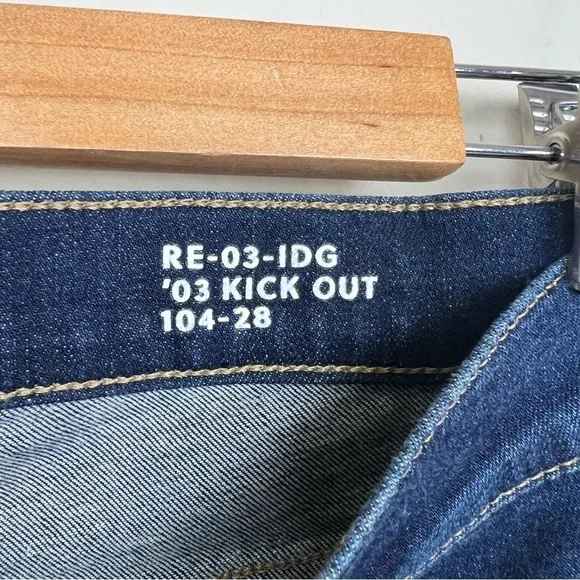 RE-03-IDG
'03 KICK OUT
104-28